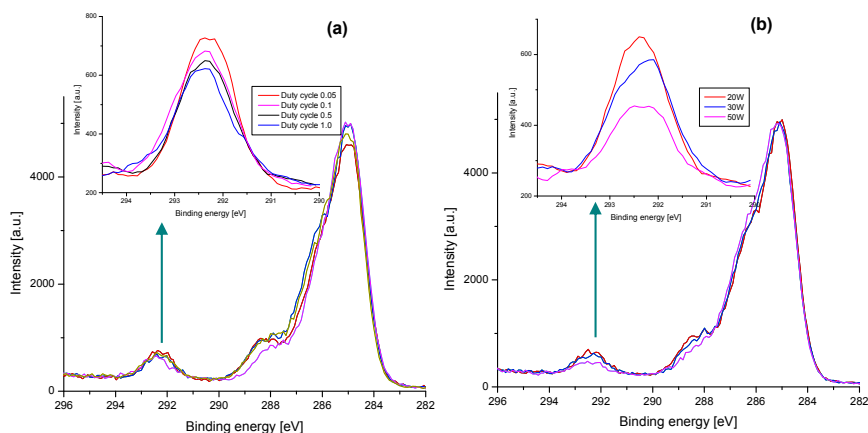 (a)
Intensity [a.u.]
800
600
400
200
294
293
292
291
290
Binding energy [eV]
Duty cycle 0.05
Duty cycle 0.1
Duty cycle 0.5
Duty cycle 1.0
Intensity [a.u.]
4000
2000
0
296
294
292
290
288
286
284
282
Binding energy [eV]
(b)
Intensity [a.u.]
700
600
500
400
300
200
294
293
292
291
Binding energy [eV]
20W
30W
50W
Intensity [a.u.]
4000
2000
0
296
294
292
290
288
286
284
282
Binding energy [eV]